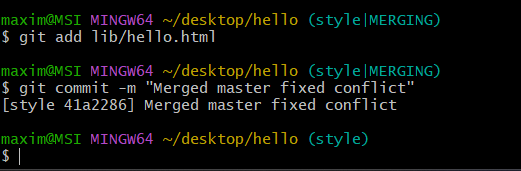 maxim@MSI MINGW64 ~/desktop/hello (style|MERGING)
$ git add lib/hello.html
maxim@MSI MINGW64 ~/desktop/hello (style|MERGING)
$ git commit -m "Merged master fixed conflict"
[style 41a2286] Merged master fixed conflict
maxim@MSI MINGW64 ~/desktop/hello (style)
$